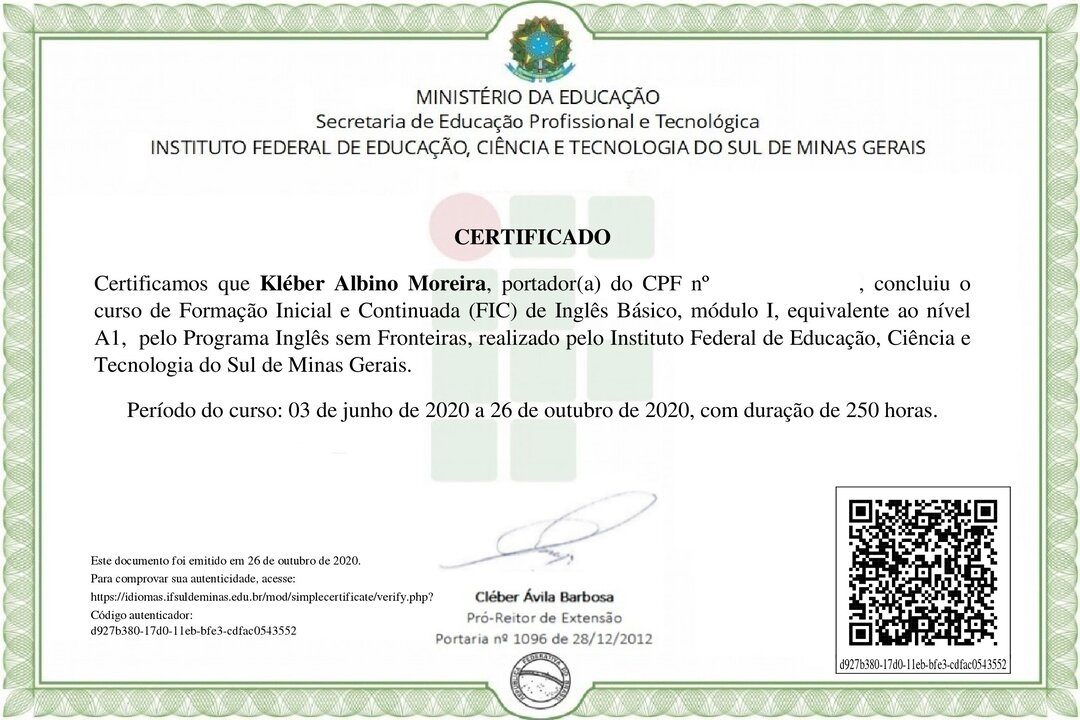 MINISTÉRIO DA EDUCAÇÃO
Secretaria de Educação Profissional e Tecnológica
INSTITUTO FEDERAL DE EDUCAÇÃO, CIÊNCIA E TECNOLOGIA DO SUL DE MINAS GERAIS
CERTIFICADO
Certificamos que Kléber Albino Moreira, portador(a) do CPF nº , concluiu o
curso de Formação Inicial e Continuada (FIC) de Inglês Básico, módulo I, equivalente ao nível
A1, pelo Programa Inglês sem Fronteiras, realizado pelo Instituto Federal de Educação, Ciência e
Tecnologia do Sul de Minas Gerais.
Período do curso: 03 de junho de 2020 a 26 de outubro de 2020, com duração de 250 horas.
Este documento foi emitido em 26 de outubro de 2020.
Para comprovar sua autenticidade, acesse:
https://idiomas.ifsuldeminas.edu.br/mod/simplecertificate/verify.php?
Código autenticador:
d927b380-17d0-11eb-bfe3-cdfac0543552
Cléber Ávila Barbosa
Pró-Reitor de Extensão
Portaria nº 1096 de 28/12/2012
REPÚBLICA FEDERATIVA DO BRASIL
d927b380-17d0-11eb-bfe3-cdfac0543552